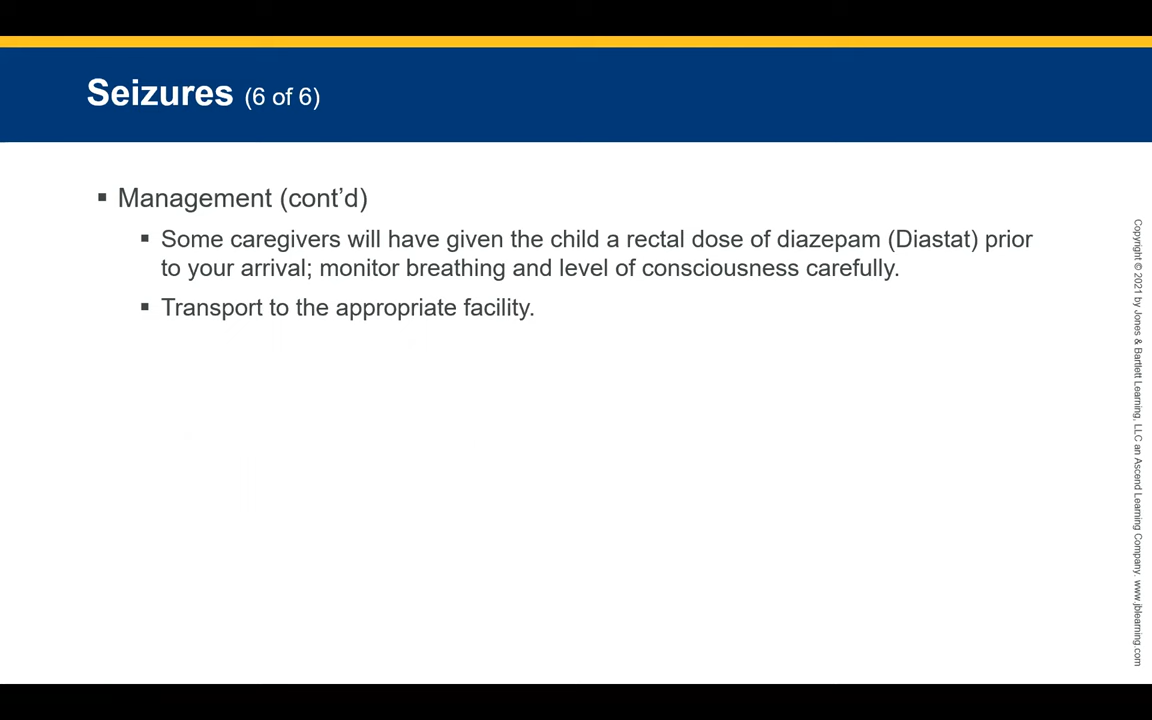 Seizures (6 of 6)
▪ Management (cont’d)
▪ Some caregivers will have given the child a rectal dose of diazepam (Diastat) prior
to your arrival; monitor breathing and level of consciousness carefully.
▪ Transport to the appropriate facility.
Copyright © 2021 by Jones & Bartlett Learning, LLC an Ascend Learning Company. www.jblearning.com